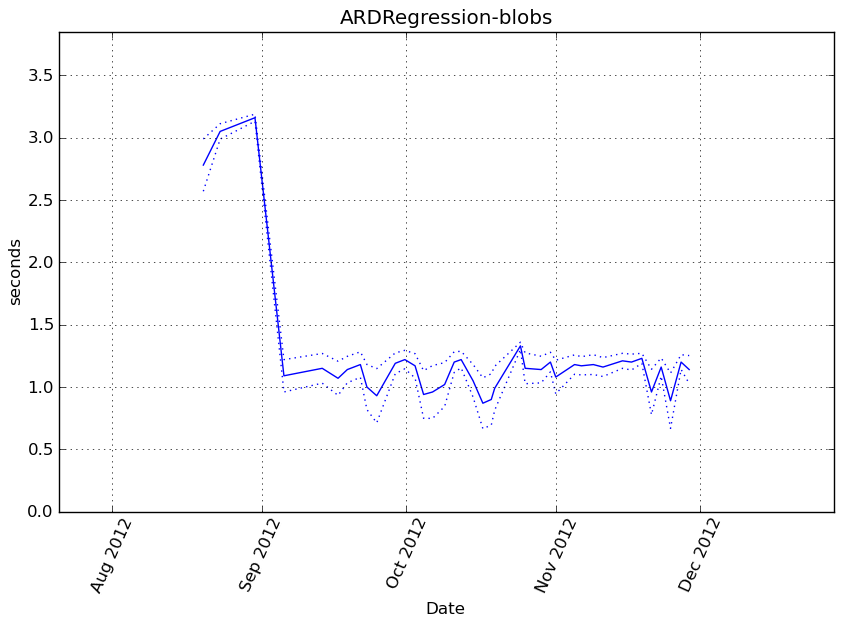 ARDRegression-blobs
seconds
3.5
3.0
2.5
2.0
1.5
1.0
0.5
0.0
Aug 2012
Sep 2012
Oct 2012
Nov 2012
Dec 2012
Date